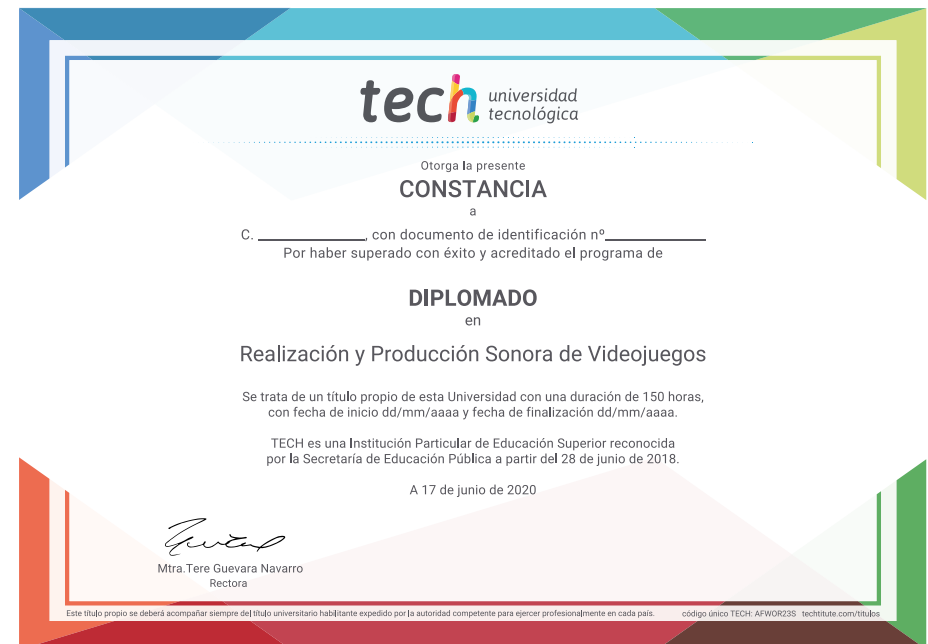 tech universidad
tecnológica
Otorga la presente
CONSTANCIA
a
C. ______________, con documento de identificación nº______________
Por haber superado con éxito y acreditado el programa de
DIPLOMADO
en
Realización y Producción Sonora de Videojuegos
Se trata de un título propio de esta Universidad con una duración de 150 horas,
con fecha de inicio dd/mm/aaaa y fecha de finalización dd/mm/aaaa.
TECH es una Institución Particular de Educación Superior reconocida
por la Secretaría de Educación Pública a partir del 28 de junio de 2018.
A 17 de junio de 2020
Mtra.Tere Guevara Navarro
Rectora
Este título propio se deberá acompañar siempre del título universitario habilitante expedido por la autoridad competente para ejercer profesionalmente en cada país. código único TECH: AFWOR23S techtitute.com/titulos